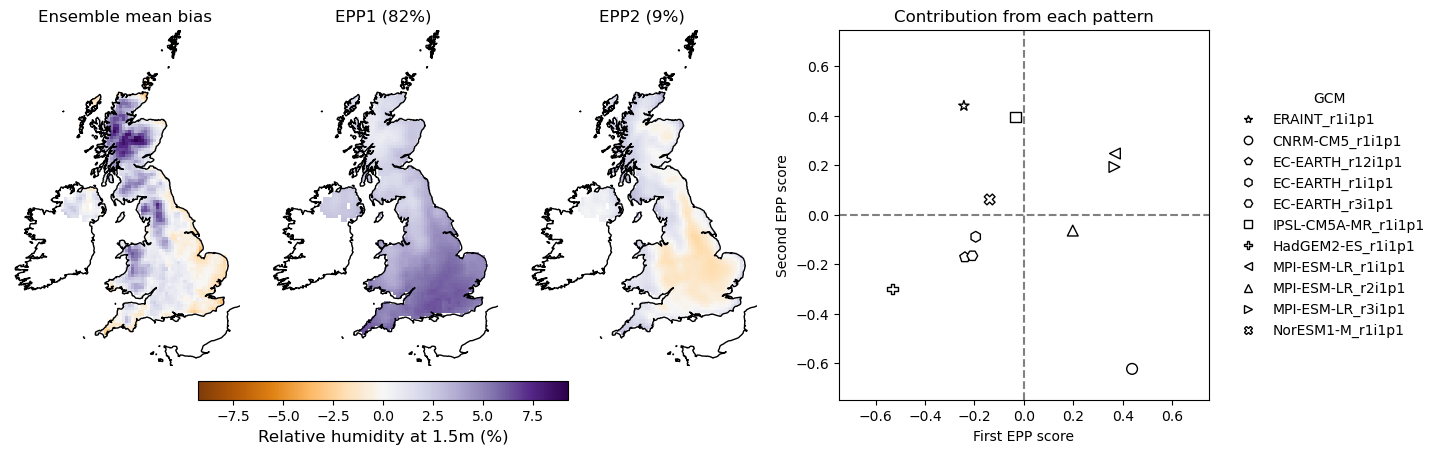 Ensemble mean bias
EPP1 (82%)
EPP2 (9%)
Contribution from each pattern
−7.5 −5.0 −2.5 0.0 2.5 5.0 7.5
Relative humidity at 1.5m (%)
Second EPP score
0.6
0.4
0.2
0.0
−0.2
−0.4
−0.6
−0.6 −0.4 −0.2 0.0 0.2 0.4 0.6
First EPP score
GCM
ERAINT_r1i1p1
CNRM-CM5_r1i1p1
EC-EARTH_r12i1p1
EC-EARTH_r1i1p1
EC-EARTH_r3i1p1
IPSL-CM5A-MR_r1i1p1
HadGEM2-ES_r1i1p1
MPI-ESM-LR_r1i1p1
MPI-ESM-LR_r2i1p1
MPI-ESM-LR_r3i1p1
NorESM1-M_r1i1p1